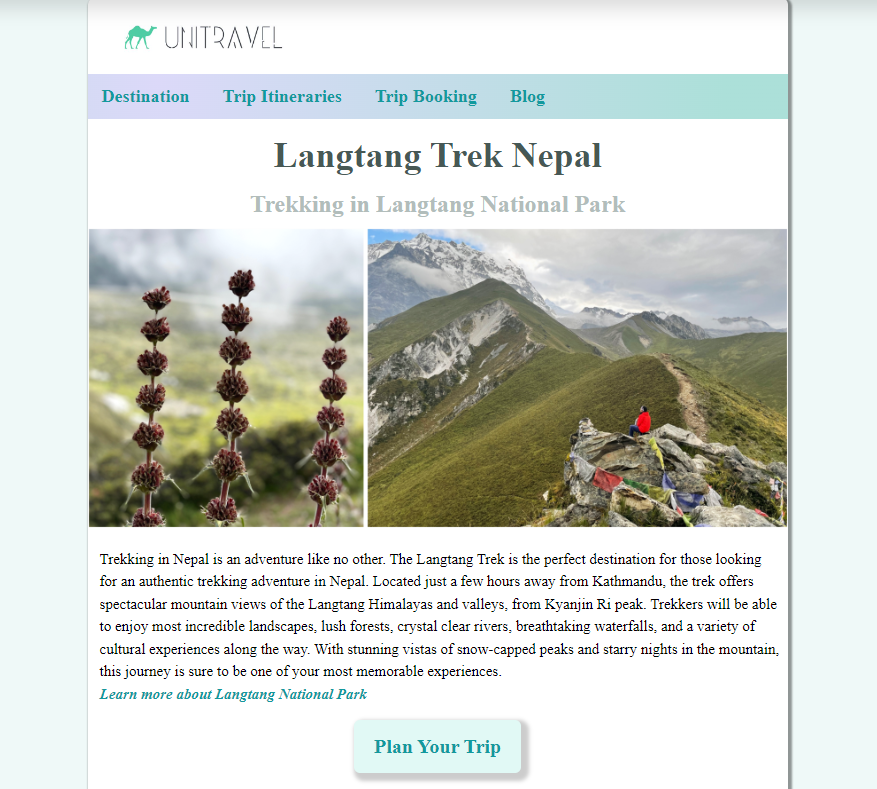 UNITRAVEL
Destination Trip Itineraries Trip Booking Blog
Langtang Trek Nepal
Trekking in Langtang National Park
Trekking in Nepal is an adventure like no other. The Langtang Trek is the perfect destination for those looking
for an authentic trekking adventure in Nepal. Located just a few hours away from Kathmandu, the trek offers
spectacular mountain views of the Langtang Himalayas and valleys, from Kyanjin Ri peak. Trekkers will be able
to enjoy most incredible landscapes, lush forests, crystal clear rivers, breathtaking waterfalls, and a variety of
cultural experiences along the way. With stunning vistas of snow-capped peaks and starry nights in the mountain,
this journey is sure to be one of your most memorable experiences.
Learn more about Langtang National Park
Plan Your Trip